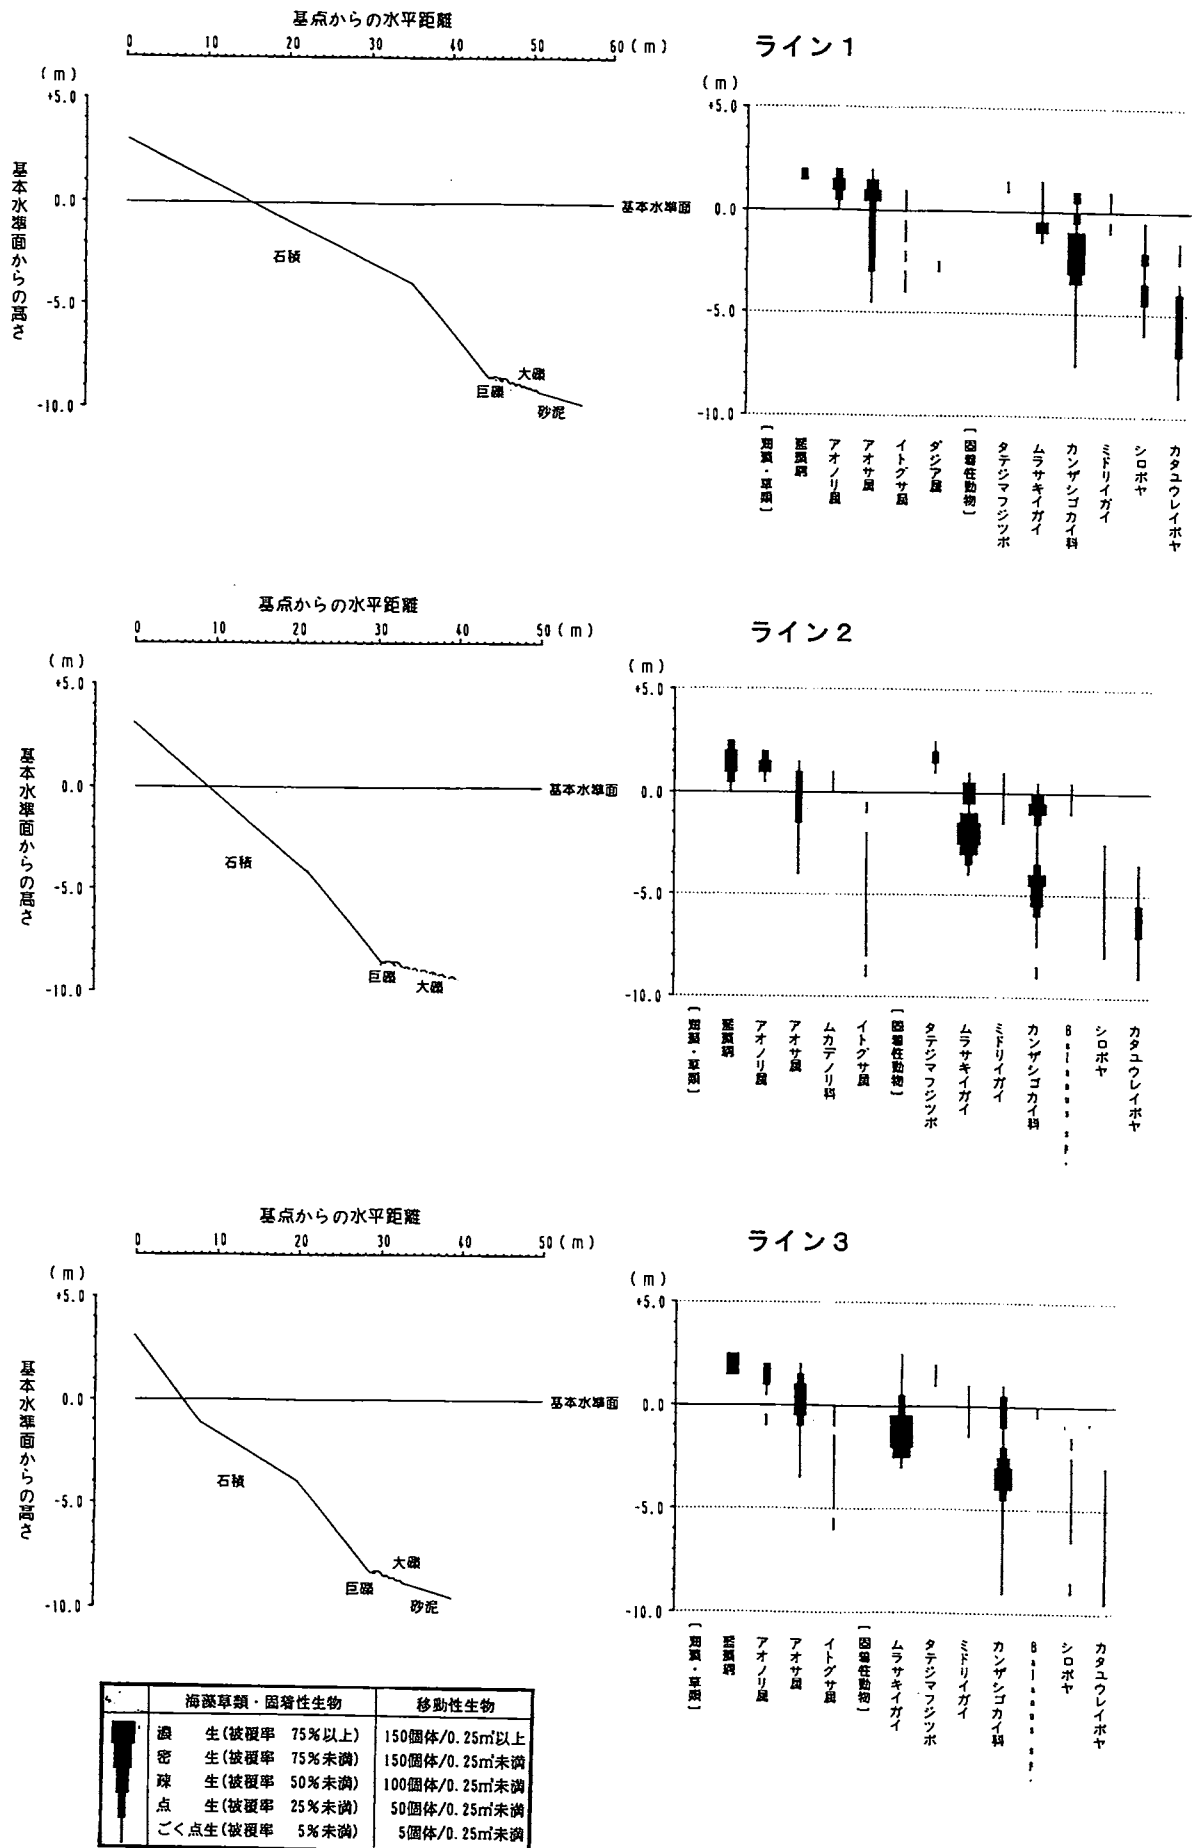 基点からの水平距離
0 10 20 30 40 50 60 (m)
ライン1
(m)
+5.0
0.0
-5.0
-10.0
基本水準面からの高さ
基本水準面
石積
巨礫
大礫
砂泥
(m)
+5.0
0.0
-5.0
-10.0
[海藻・草類]
藍藻綱
アオノリ属
アオサ属
イトグサ属
ダジア属
[固着性動物]
タテジマフジツボ
ムラサキイガイ
カンザシゴカイ科
ミドリイガイ
シロボヤ
カタユウレイボヤ
基点からの水平距離
0 10 20 30 40 50 (m)
ライン2
(m)
+5.0
0.0
-5.0
-10.0
基本水準面からの高さ
基本水準面
石積
巨礫
大礫
(m)
+5.0
0.0
-5.0
-10.0
[海藻・草類]
藍藻綱
アオノリ属
アオサ属
ムカデノリ科
イトグサ属
[固着性動物]
タテジマフジツボ
ムラサキイガイ
ミドリイガイ
カンザシゴカイ科
Balanus sp.
シロボヤ
カタユウレイボヤ
基点からの水平距離
0 10 20 30 40 50 (m)
ライン3
(m)
+5.0
0.0
-5.0
-10.0
基本水準面からの高さ
基本水準面
石積
巨礫
大礫
砂泥
(m)
+5.0
0.0
-5.0
-10.0
[海藻・草類]
藍藻綱
アオノリ属
アオサ属
イトグサ属
[固着性動物]
ムラサキイガイ
タテジマフジツボ
ミドリイガイ
カンザシゴカイ科
Balanus sp.
シロボヤ
カタユウレイボヤ
海藻草類・固着性生物 移動性生物
濃 生(被覆率 75%以上) 150個体/0.25㎡以上
密 生(被覆率 75%未満) 150個体/0.25㎡未満
疎 生(被覆率 50%未満) 100個体/0.25㎡未満
点 生(被覆率 25%未満) 50個体/0.25㎡未満
ごく点生(被覆率 5%未満) 5個体/0.25㎡未満